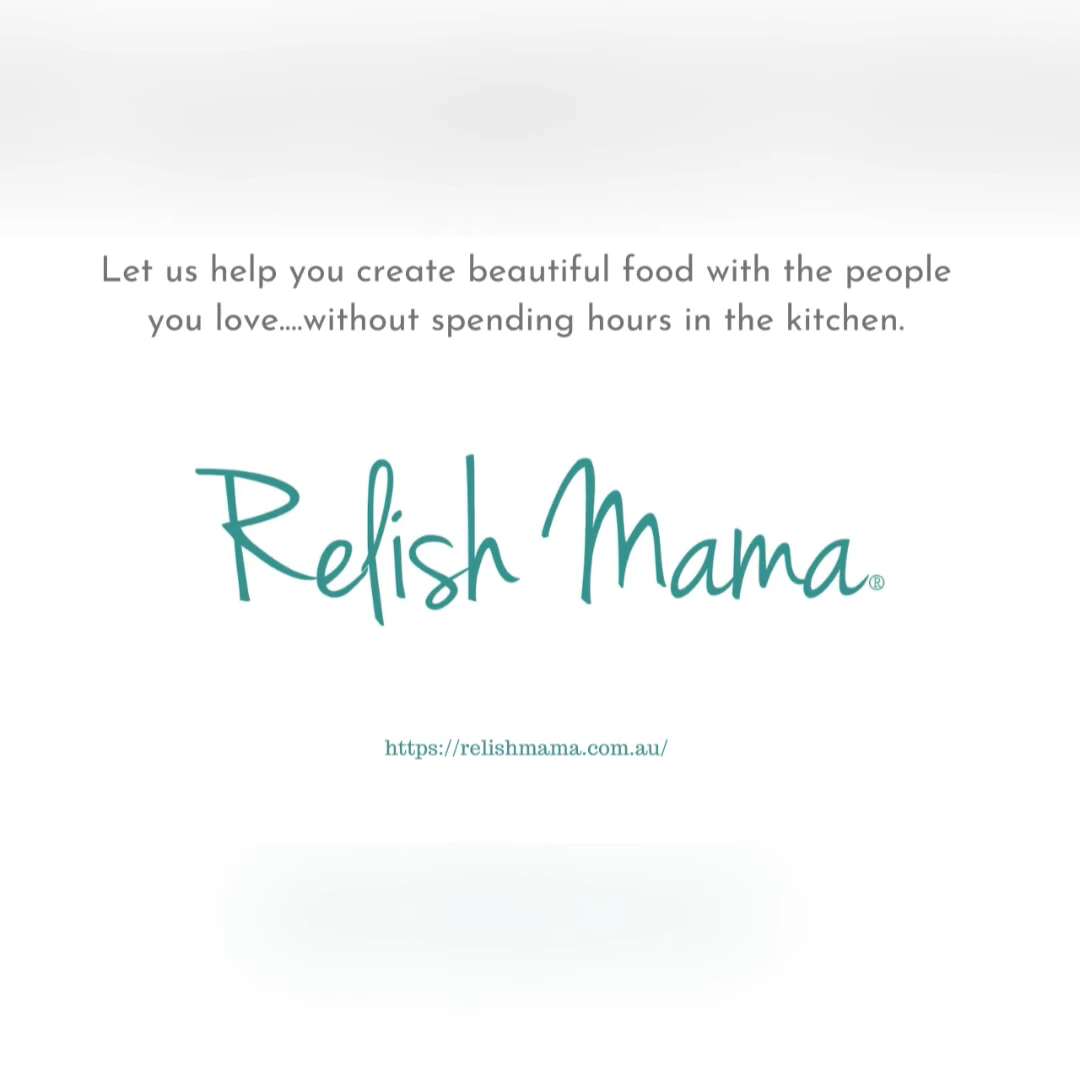 Let us help you create beautiful food with the people
you love....without spending hours in the kitchen.
Relish Mama®
https://relishmama.com.au/